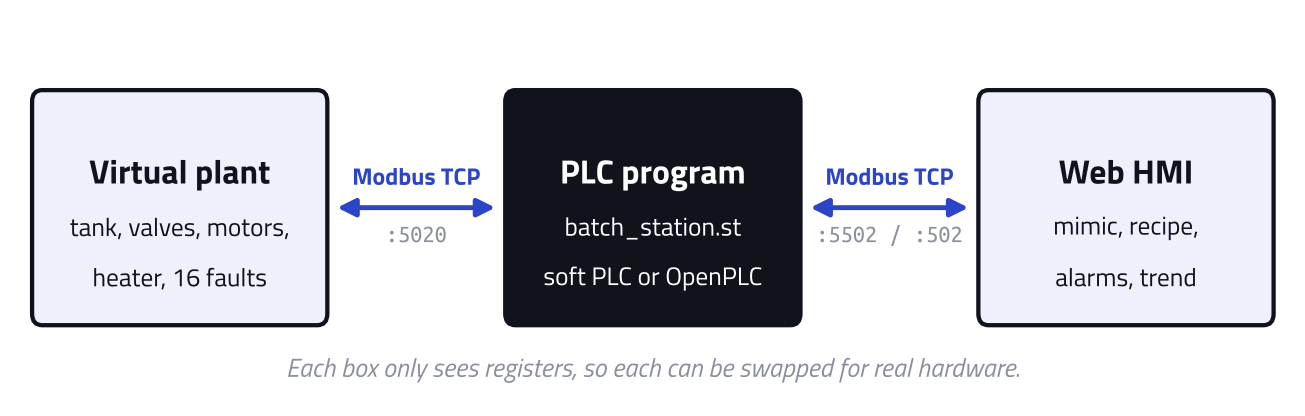 Virtual plant
tank, valves, motors,
heater, 16 faults
Modbus TCP
:5020
PLC program
batch_station.st
soft PLC or OpenPLC
Modbus TCP
:5502 / :502
Web HMI
mimic, recipe,
alarms, trend
Each box only sees registers, so each can be swapped for real hardware.